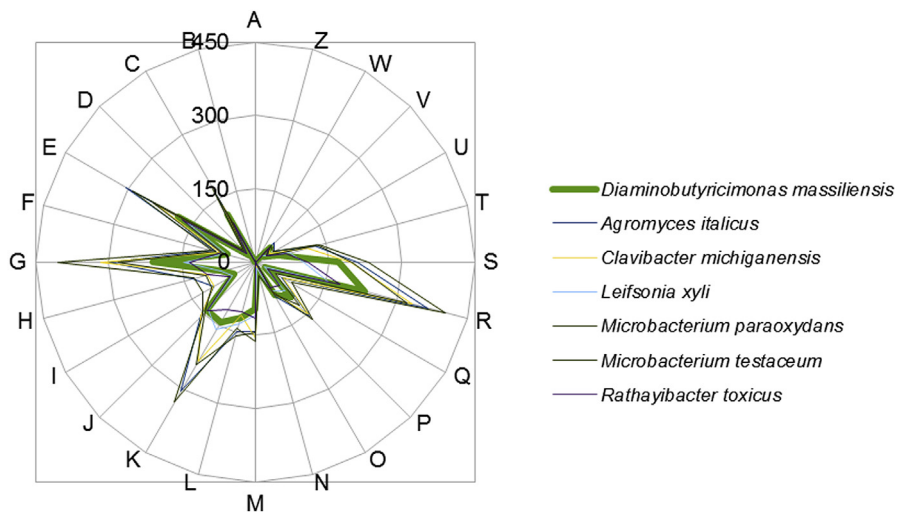 A
B
Z
C
W
D
V
E
U
F
T
G
S
H
R
I
Q
J
P
K
O
L
N
M
450
300
150
0
Diaminobutyricimonas massiliensis
Agromyces italicus
Clavibacter michiganensis
Leifsonia xyli
Microbacterium paraoxydans
Microbacterium testaceum
Rathayibacter toxicus